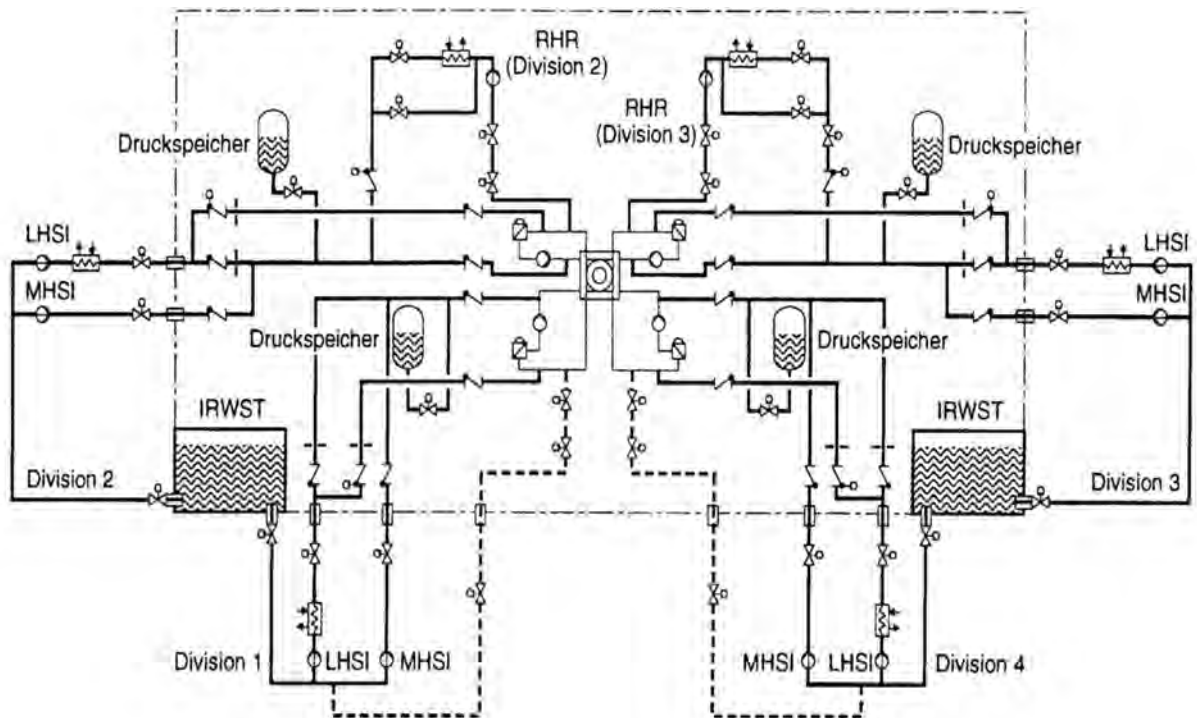 RHR
(Division 2)
RHR
(Division 3)
Druckspeicher
Druckspeicher
LHSI
MHSI
LHSI
MHSI
Druckspeicher
Druckspeicher
IRWST
IRWST
Division 2
Division 3
Division 1
LHSI
MHSI
MHSI
LHSI
Division 4